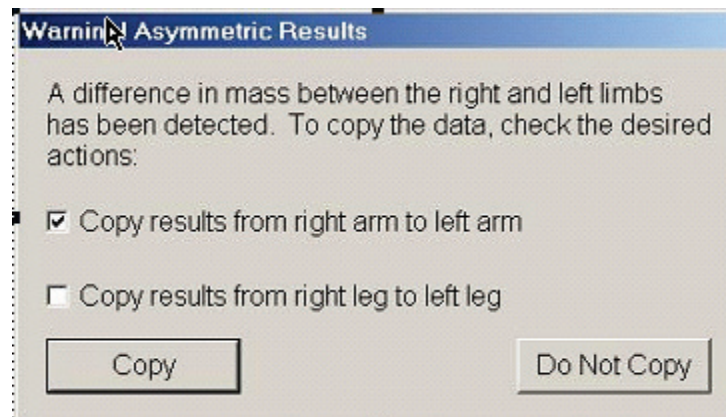 Warning! Asymmetric Results
A difference in mass between the right and left limbs
has been detected. To copy the data, check the desired
actions:
Copy results from right arm to left arm
Copy results from right leg to left leg
Copy
Do Not Copy